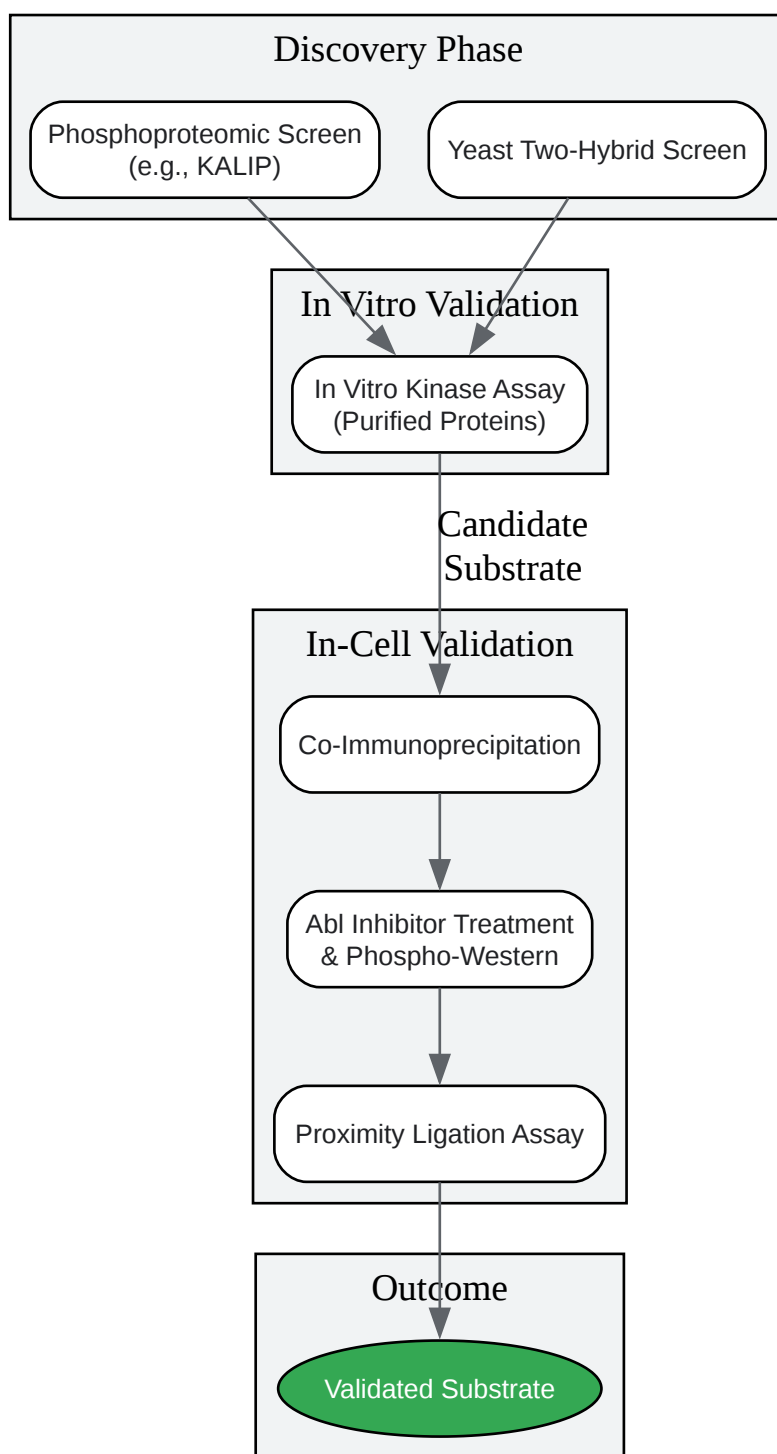 Discovery Phase
Phosphoproteomic Screen
(e.g., KALIP)
Yeast Two-Hybrid Screen
In Vitro Validation
In Vitro Kinase Assay
(Purified Proteins)
Candidate
Substrate
In-Cell Validation
Co-Immunoprecipitation
Abl Inhibitor Treatment
& Phospho-Western
Proximity Ligation Assay
Outcome
Validated Substrate